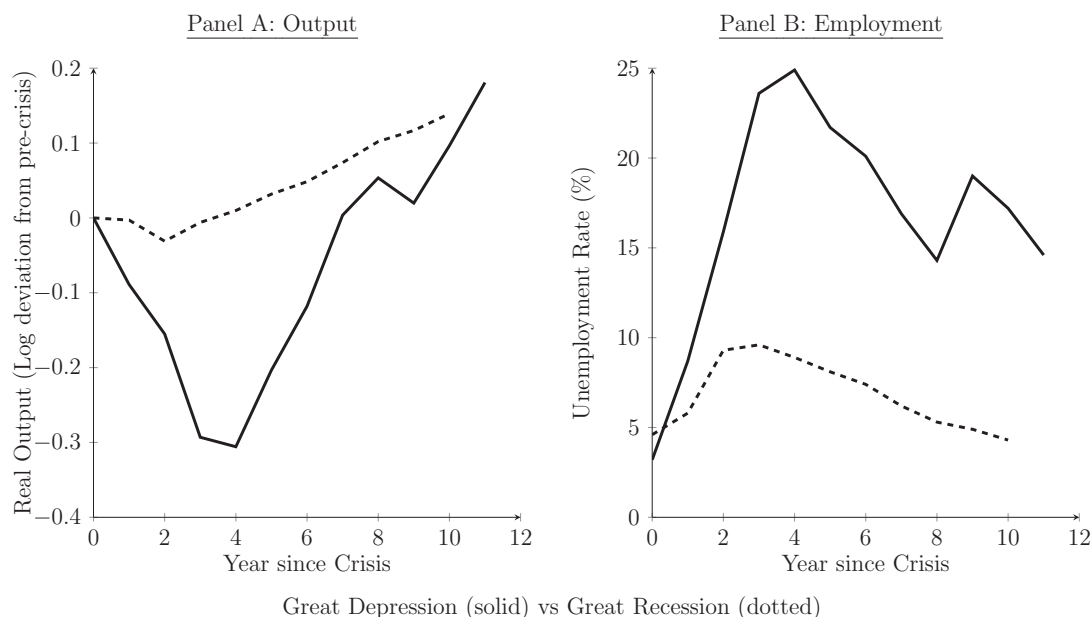 Panel A: Output
Real Output (Log deviation from pre-crisis)
0.2
0.1
0
−0.1
−0.2
−0.3
−0.4
0 2 4 6 8 10 12
Year since Crisis
Panel B: Employment
Unemployment Rate (%)
25
20
15
10
5
0
0 2 4 6 8 10 12
Year since Crisis
Great Depression (solid) vs Great Recession (dotted)